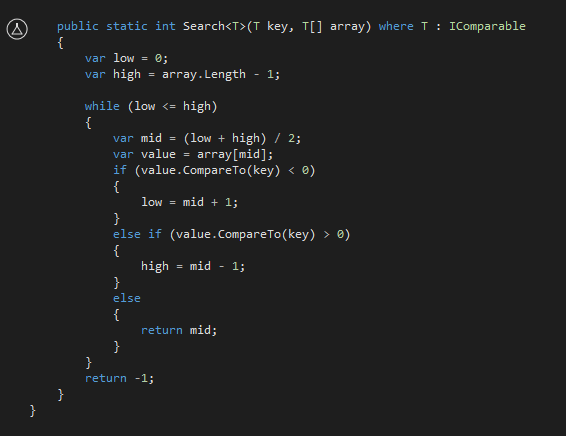 public static int Search<T>(T key, T[] array) where T : IComparable
{
var low = 0;
var high = array.Length - 1;
while (low <= high)
{
var mid = (low + high) / 2;
var value = array[mid];
if (value.CompareTo(key) < 0)
{
low = mid + 1;
}
else if (value.CompareTo(key) > 0)
{
high = mid - 1;
}
else
{
return mid;
}
}
return -1;
}
}